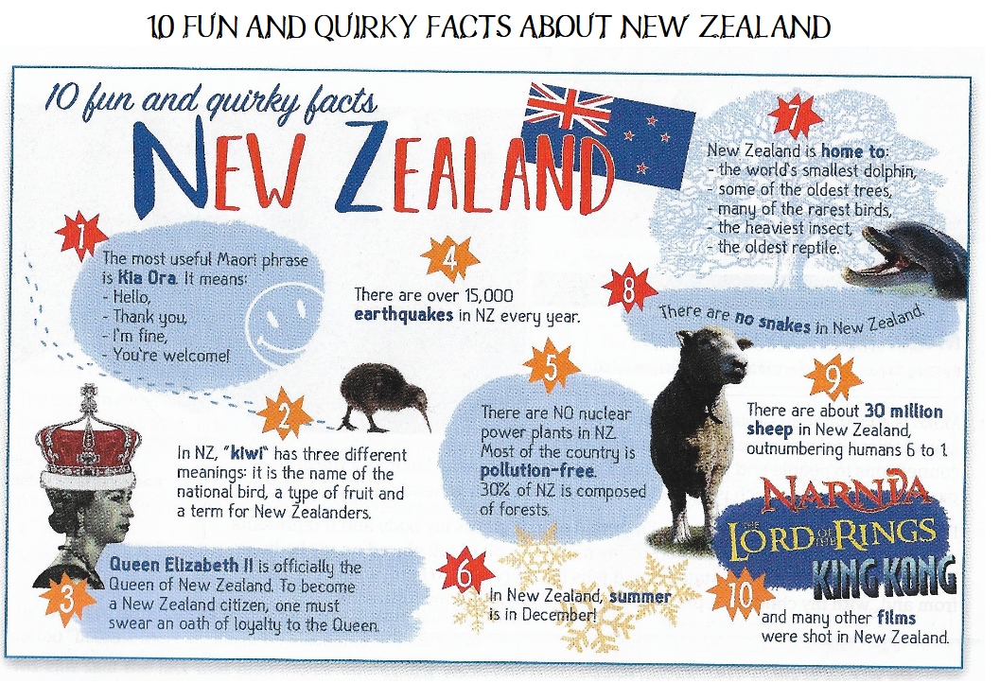 10 FUN AND QUIRKY FACTS ABOUT NEW ZEALAND
10 fun and quirky facts
NEW ZEALAND
1
The most useful Maori phrase
is Kia Ora. It means:
- Hello,
- Thank you,
- I'm fine,
- You're welcome!
2
In NZ, "kiwi" has three different
meanings: it is the name of the
national bird, a type of fruit and
a term for New Zealanders.
3
Queen Elizabeth II is officially the
Queen of New Zealand. To become
a New Zealand citizen, one must
swear an oath of loyalty to the Queen.
4
There are over 15,000
earthquakes in NZ every year.
5
There are NO nuclear
power plants in NZ.
Most of the country is
pollution-free.
30% of NZ is composed
of forests.
6
In New Zealand, summer
is in December!
7
New Zealand is home to:
- the world's smallest dolphin,
- some of the oldest trees,
- many of the rarest birds,
- the heaviest insect,
- the oldest reptile.
8
There are no snakes in New Zealand.
9
There are about 30 million
sheep in New Zealand,
outnumbering humans 6 to 1.
NARNIA
THE LORD OF THE RINGS
KING KONG
10
and many other films
were shot in New Zealand.